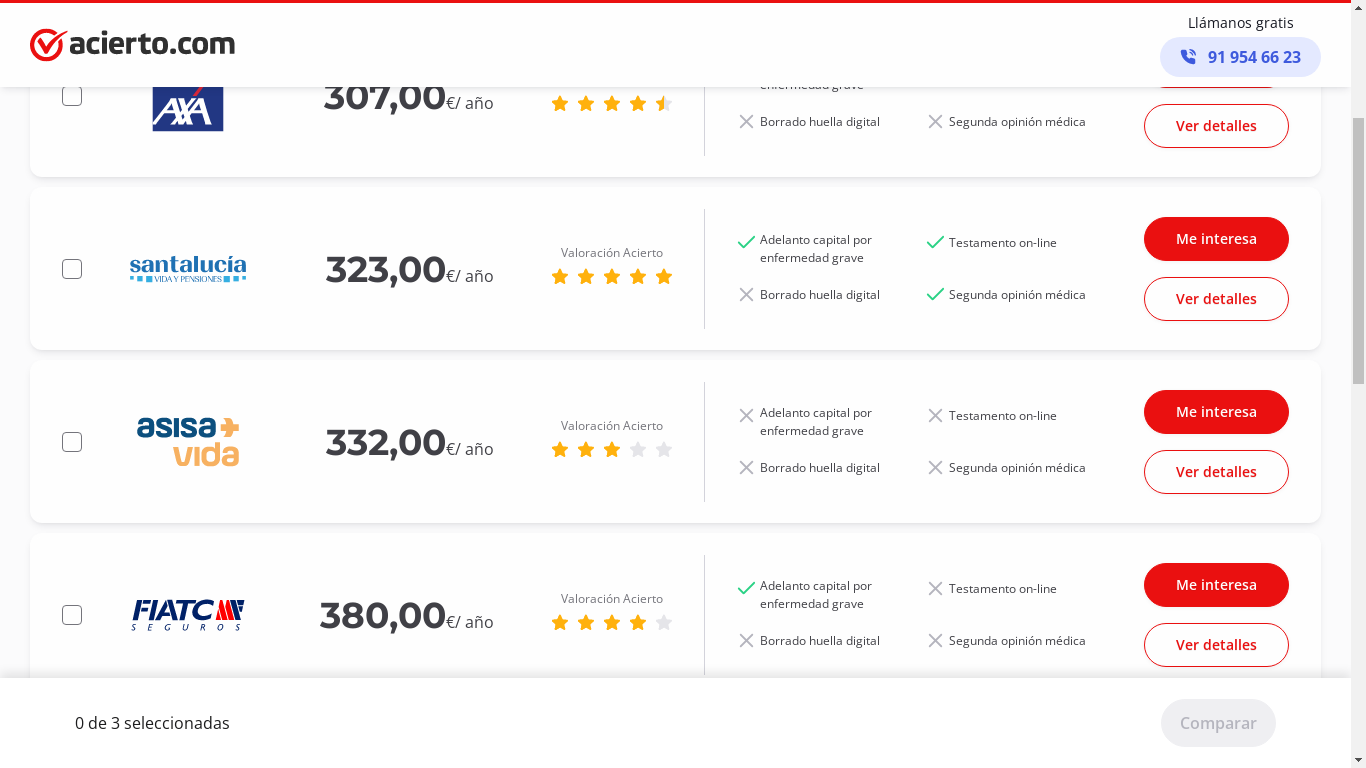 Llámanos gratis
acierto.com
91 954 66 23
AXA
307,00€/ año
enfermedad grave
Borrado huella digital
Segunda opinión médica
Ver detalles
santalucía
VIDA Y PENSIONES
323,00€/ año
Valoración Acierto
Adelanto capital por
enfermedad grave
Testamento on-line
Borrado huella digital
Segunda opinión médica
Me interesa
Ver detalles
asisa
vida
332,00€/ año
Valoración Acierto
Adelanto capital por
enfermedad grave
Testamento on-line
Borrado huella digital
Segunda opinión médica
Me interesa
Ver detalles
FIATC
SEGUROS
380,00€/ año
Valoración Acierto
Adelanto capital por
enfermedad grave
Testamento on-line
Borrado huella digital
Segunda opinión médica
Me interesa
Ver detalles
0 de 3 seleccionadas
Comparar